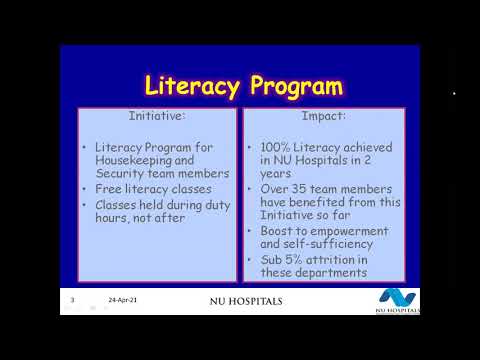 Literacy Program
Initiative:
• Literacy Program for
Housekeeping and
Security team members
• Free literacy classes
• Classes held during duty
hours, not after
Impact:
• 100% Literacy achieved
in NU Hospitals in 2
years
• Over 35 team members
have benefited from this
Initiative so far
• Boost to empowerment
and self-sufficiency
• Sub 5% attrition in
these departments
3
24-Apr-21
NU HOSPITALS
NU HOSPITALS